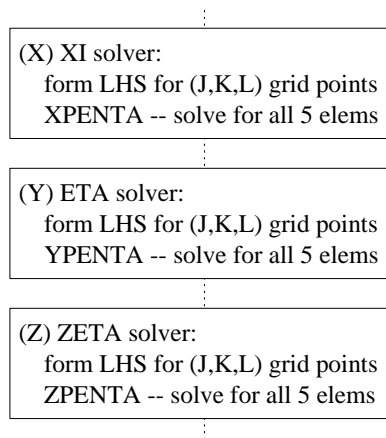 (X) XI solver:
form LHS for (J,K,L) grid points
XPENTA -- solve for all 5 elems
(Y) ETA solver:
form LHS for (J,K,L) grid points
YPENTA -- solve for all 5 elems
(Z) ZETA solver:
form LHS for (J,K,L) grid points
ZPENTA -- solve for all 5 elems